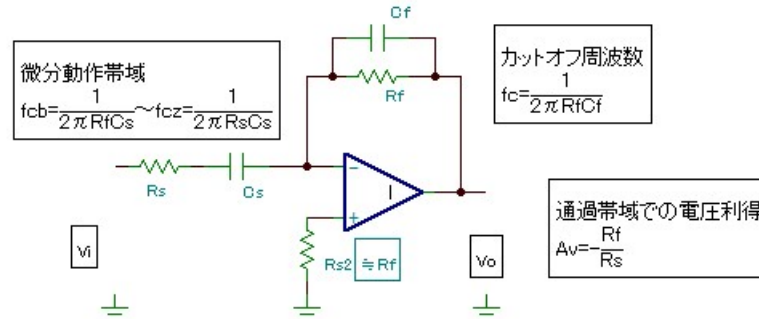 Cf
微分動作帯域
fcb=1/2πRfCs～fcz=1/2πRsCs
カットオフ周波数
fc=1/2πRfCf
Rf
Rs
Cs
−
+
通過帯域での電圧利得
Av=-Rf/Rs
Vi
Rs2 ≒Rf
Vo